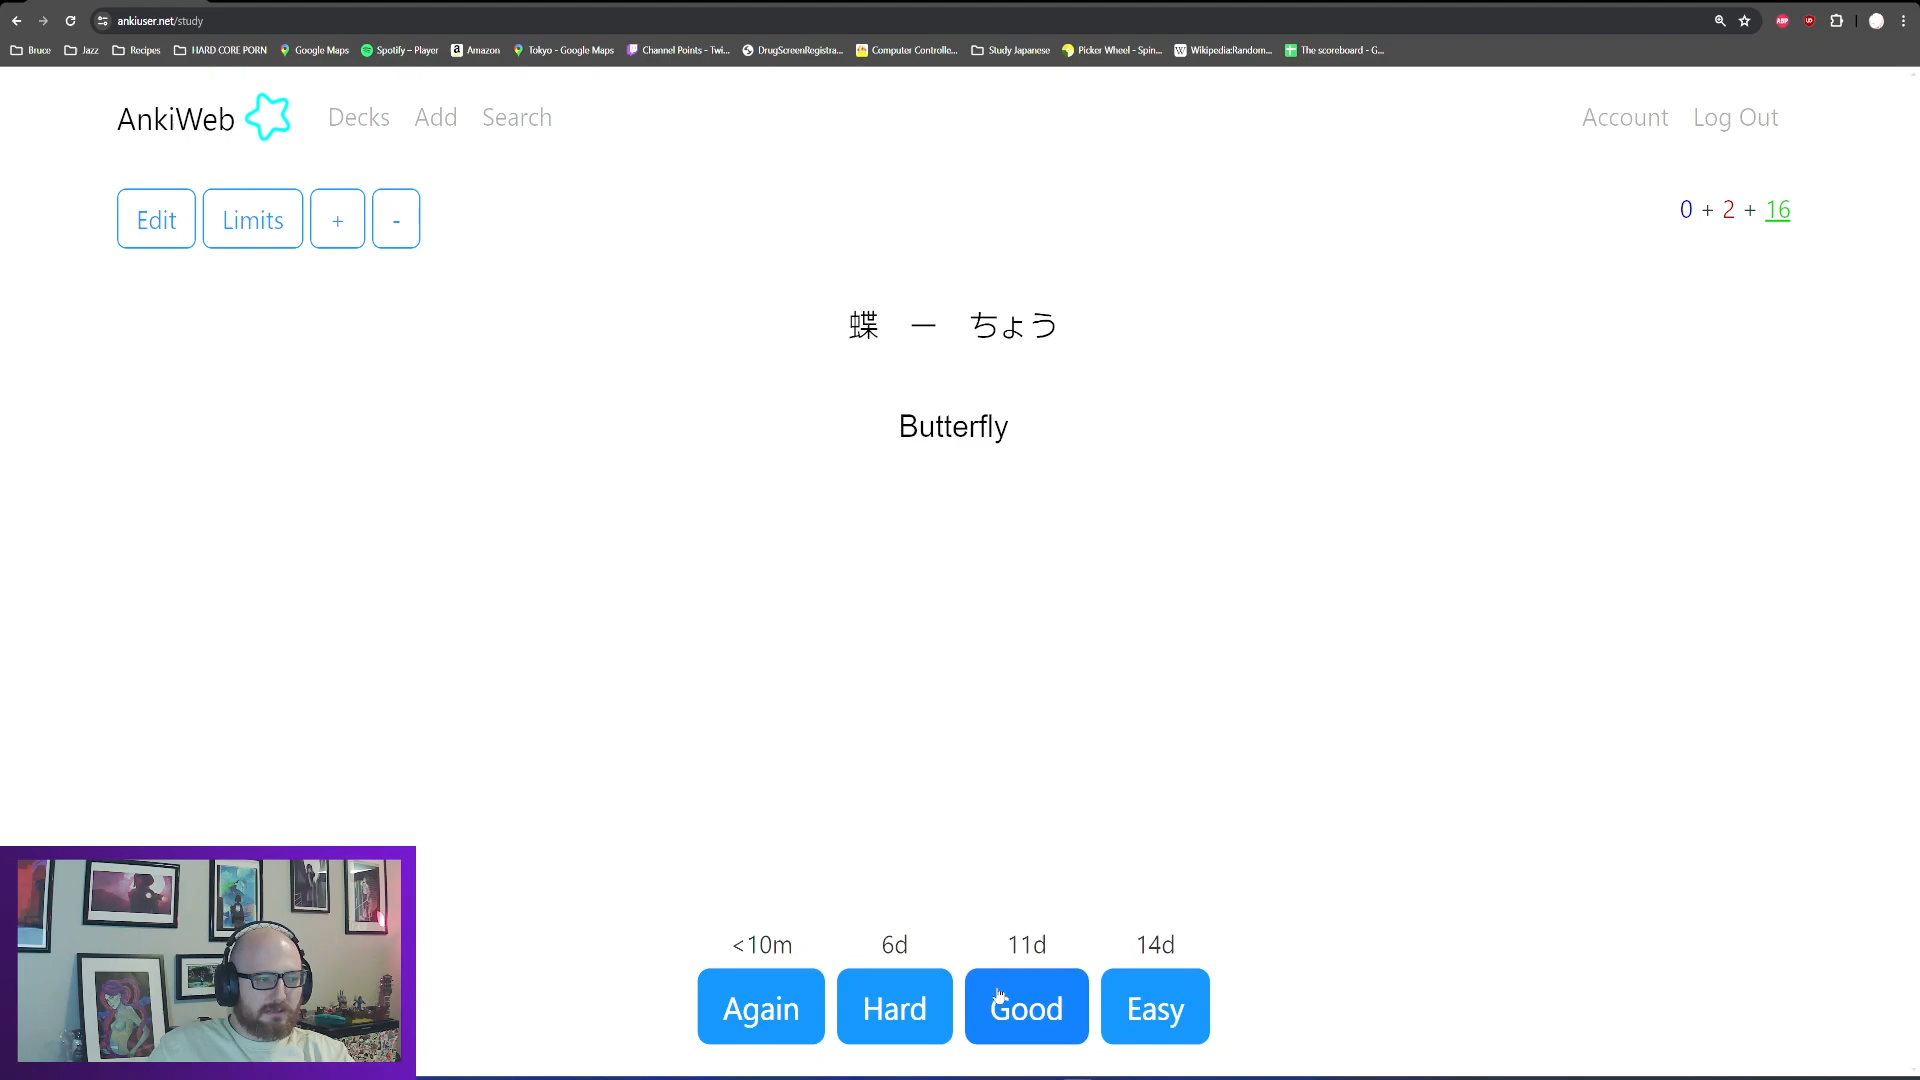 ankiuser.net/study
Bruce Jazz Recipes HARD CORE PORN Google Maps Spotify – Player Amazon Tokyo - Google Maps Channel Points - Twi... DrugScreenRegistra... Computer Controlle... Study Japanese Picker Wheel - Spin... Wikipedia:Random... The scoreboard - G...
AnkiWeb Decks Add Search Account Log Out
Edit Limits + - 0 + 2 + 16
蝶 ー ちょう
Butterfly
<10m 6d 11d 14d
Again Hard Good Easy